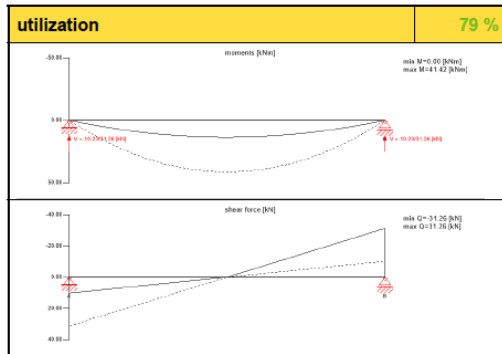 utilization 79 %
moments [kNm]
min M=0.00 [kNm]
max M=41.42 [kNm]
-50.00
0.00
V = 10.23/31.26 [kN] V = 10.23/31.26 [kN]
50.00
shear force [kN]
min Q=-31.26 [kN]
max Q=31.26 [kN]
-40.00
-20.00
0.00
A B
20.00
40.00